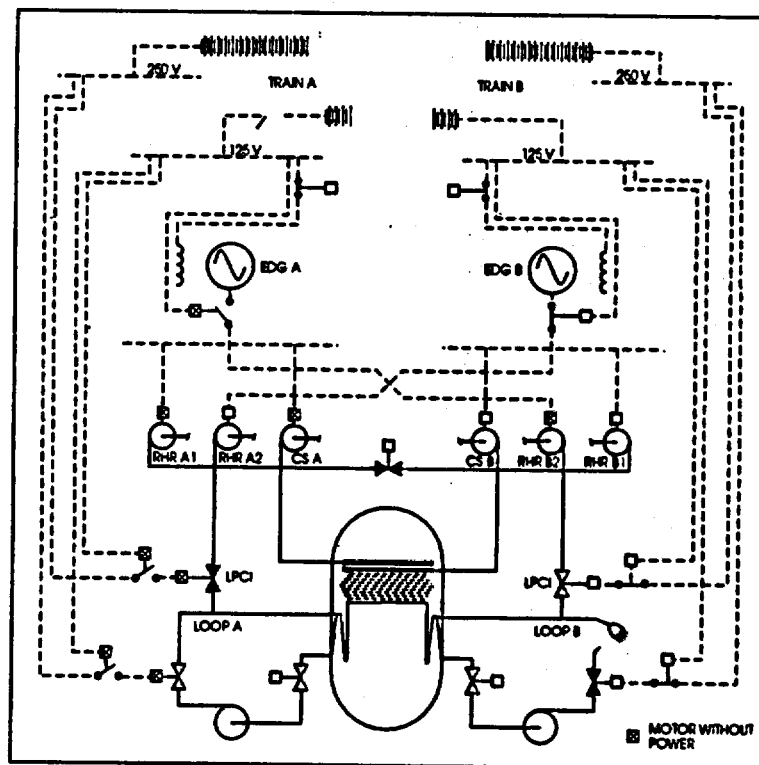 250 V
TRAIN A
TRAIN B
250 V
125 V
125 V
EDG A
EDG B
RHR A1
RHR A2
CS A
CS B
RHR B2
RHR B1
LPCI
LPCI
LOOP A
LOOP B
MOTOR WITHOUT
POWER